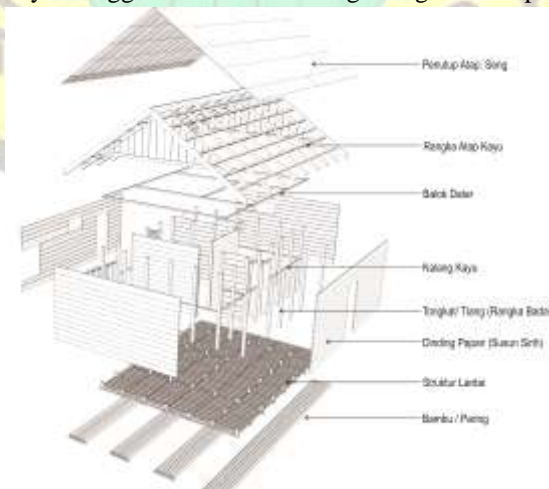 Penutup Atap: Seng
Rangka Atap Kayu
Balok Dater
Kalang Kayu
Tongkat/ Tiang (Rangka Bada
Dinding Papan (Susun Sirih)
Struktur Lantai
Bambu / Pering